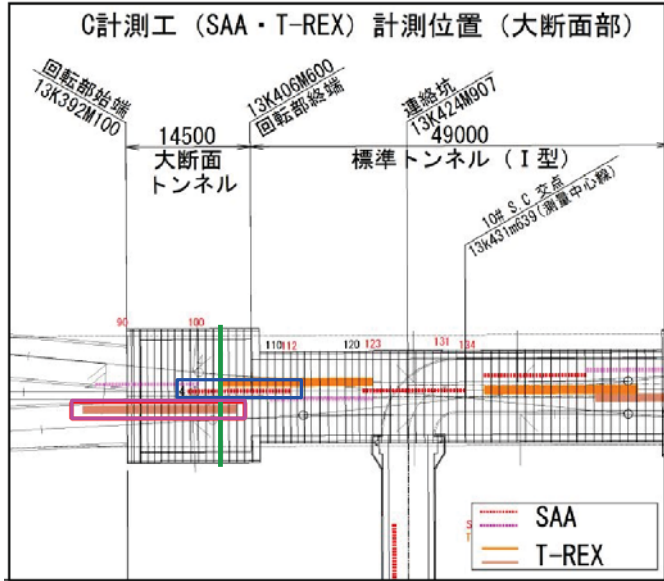 C計測工（SAA・T-REX）計測位置（大断面部）
回転部始端
13K392M100
13K406M600
回転部終端
連絡坑
13K424M907
14500
49000
大断面
トンネル
標準トンネル（Ⅰ型）
10# S.C 交点
13k431m639(測量中心線)
90
100
110
112
120
123
131
134
SAA
T-REX